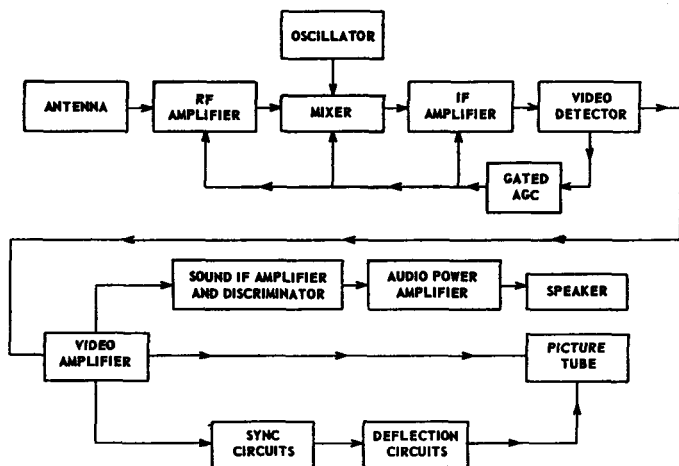 OSCILLATOR
ANTENNA
RF
AMPLIFIER
MIXER
IF
AMPLIFIER
VIDEO
DETECTOR
GATED
AGC
SOUND IF AMPLIFIER
AND DISCRIMINATOR
AUDIO POWER
AMPLIFIER
SPEAKER
VIDEO
AMPLIFIER
PICTURE
TUBE
SYNC
CIRCUITS
DEFLECTION
CIRCUITS